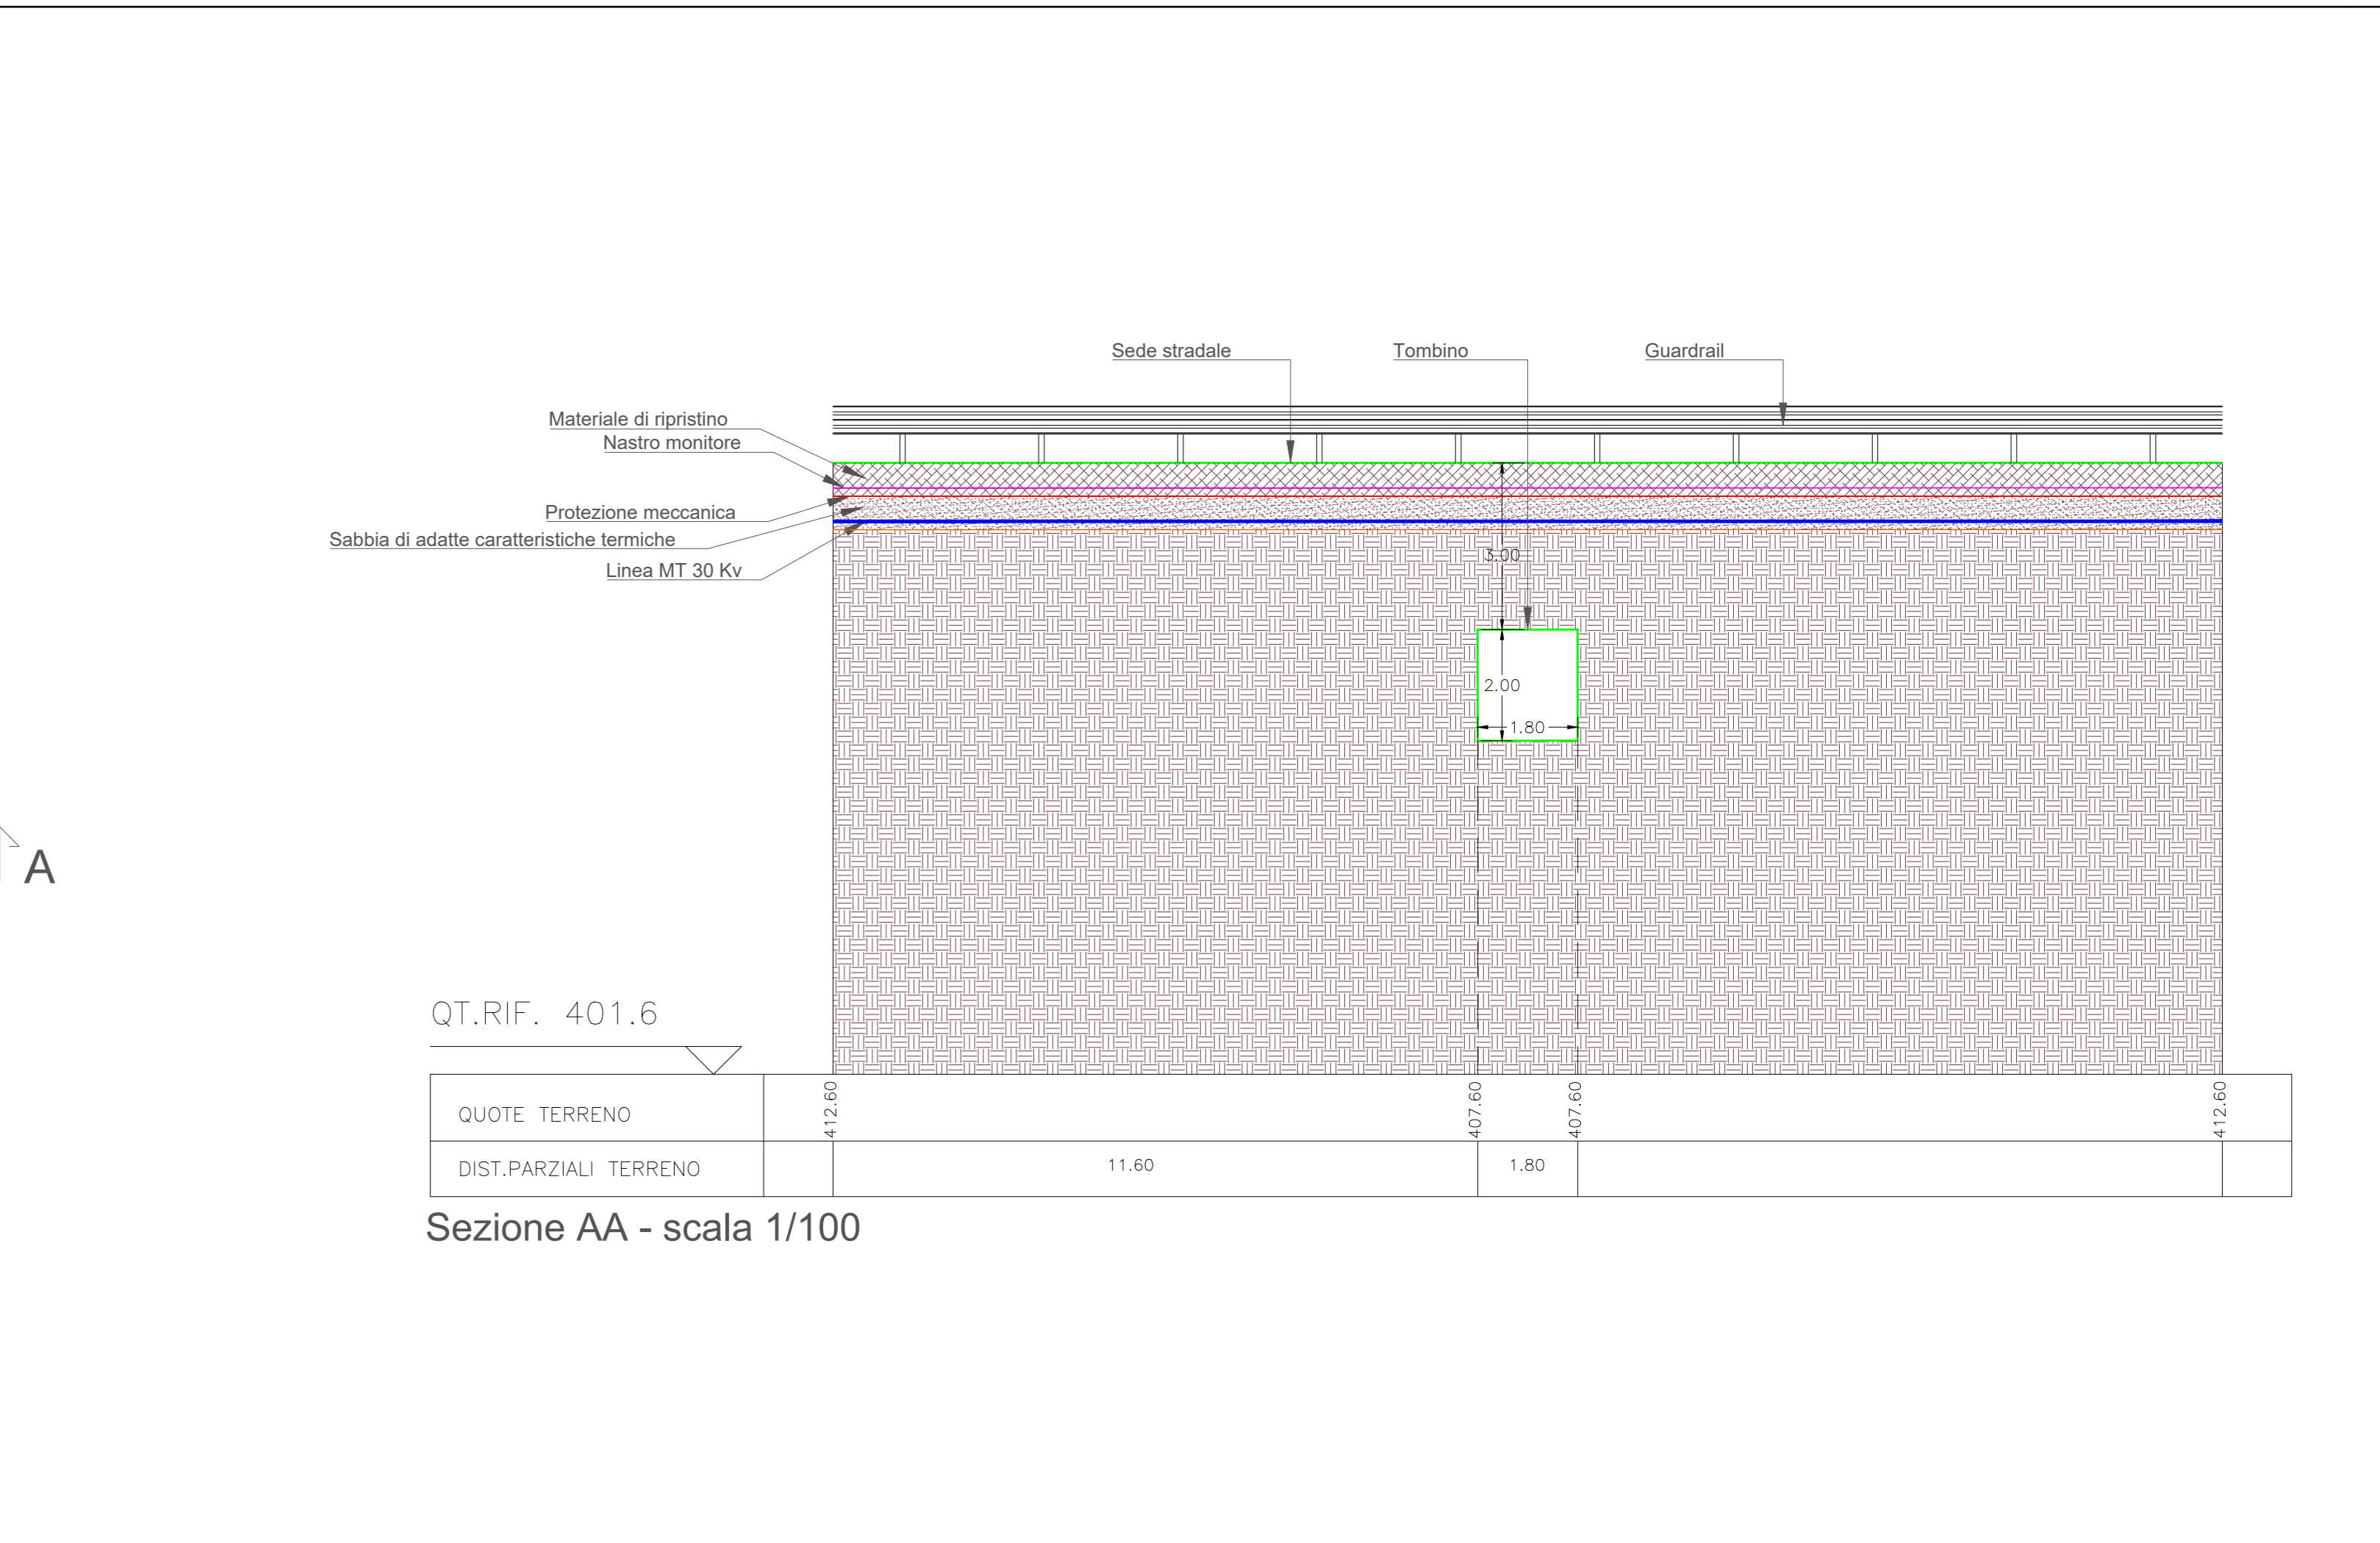 Sede stradale
Tombino
Guardrail
Materiale di ripristino
Nastro monitore
Protezione meccanica
Sabbia di adatte caratteristiche termiche
Linea MT 30 Kv
3.00
2.00
1.80
A
QT.RIF. 401.6
QUOTE TERRENO
412.60
407.60
407.60
412.60
DIST.PARZIALI TERRENO
11.60
1.80
Sezione AA - scala 1/100